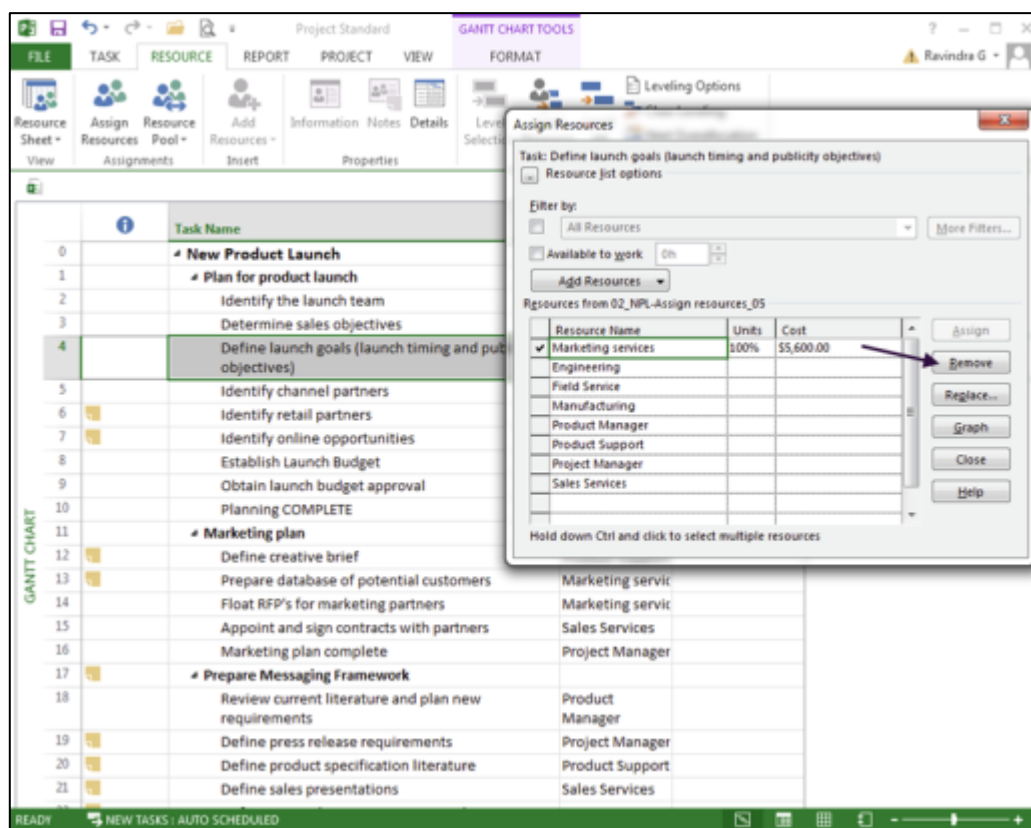 Project Standard
GANTT CHART TOOLS
FILE
TASK
RESOURCE
REPORT
PROJECT
VIEW
FORMAT
Ravindra G
Resource Sheet
Assign Resources
Resource Pool
Add Resources
Information
Notes
Details
Leveling Options
View
Assignments
Insert
Properties
Assign Resources
Task: Define launch goals (launch timing and publicity objectives)
Resource list options
Filter by:
All Resources
More Filters...
Available to work
0h
Add Resources
Resources from 02_NPL-Assign resources_05
Resource Name Units Cost
Marketing services 100% $5,600.00
Engineering
Field Service
Manufacturing
Product Manager
Product Support
Project Manager
Sales Services
Assign
Remove
Replace...
Graph
Close
Help
Hold down Ctrl and click to select multiple resources
Task Name
0 New Product Launch
1 Plan for product launch
2 Identify the launch team
3 Determine sales objectives
4 Define launch goals (launch timing and pub
objectives)
5 Identify channel partners
6 Identify retail partners
7 Identify online opportunities
8 Establish Launch Budget
9 Obtain launch budget approval
10 Planning COMPLETE
11 Marketing plan
12 Define creative brief
13 Prepare database of potential customers Marketing servic
14 Float RFP's for marketing partners Marketing servic
15 Appoint and sign contracts with partners Sales Services
16 Marketing plan complete Project Manager
17 Prepare Messaging Framework
18 Review current literature and plan new Product
requirements Manager
19 Define press release requirements Project Manager
20 Define product specification literature Product Support
21 Define sales presentations Sales Services
GANTT CHART
READY
NEW TASKS : AUTO SCHEDULED